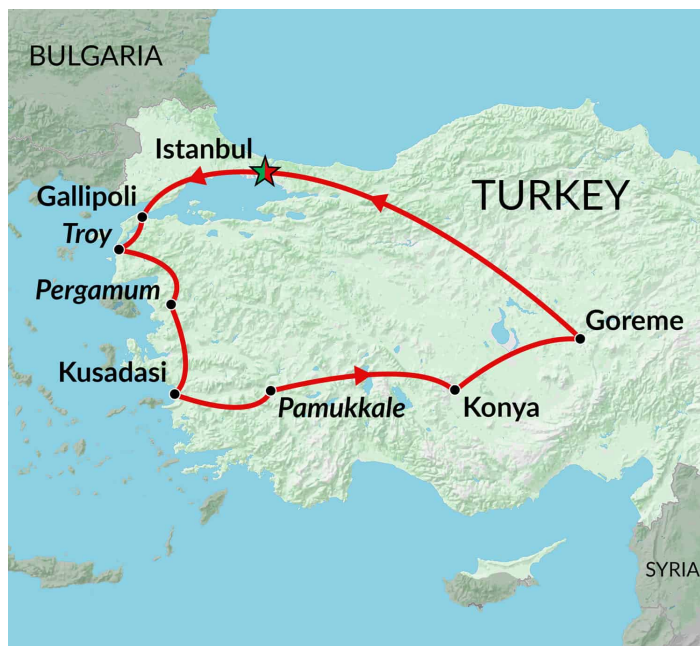 BULGARIA
Istanbul
TURKEY
Gallipoli
Troy
Pergamum
Goreme
Kusadasi
Pamukkale
Konya
SYRIA